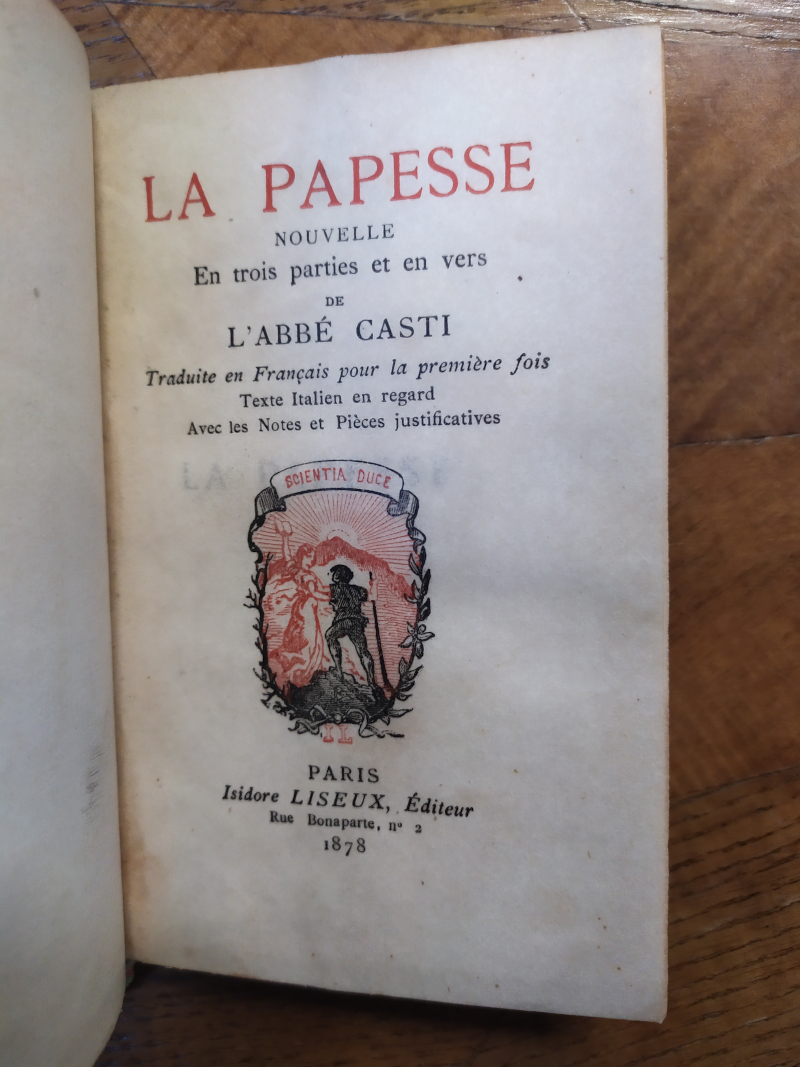 LA PAPESSE
NOUVELLE
En trois parties et en vers
DE
L'ABBÉ CASTI
Traduite en Français pour la première fois
Texte Italien en regard
Avec les Notes et Pièces justificatives
SCIENTIA DUCE
IL
PARIS
Isidore LISEUX, Éditeur
Rue Bonaparte, nº 2
1878